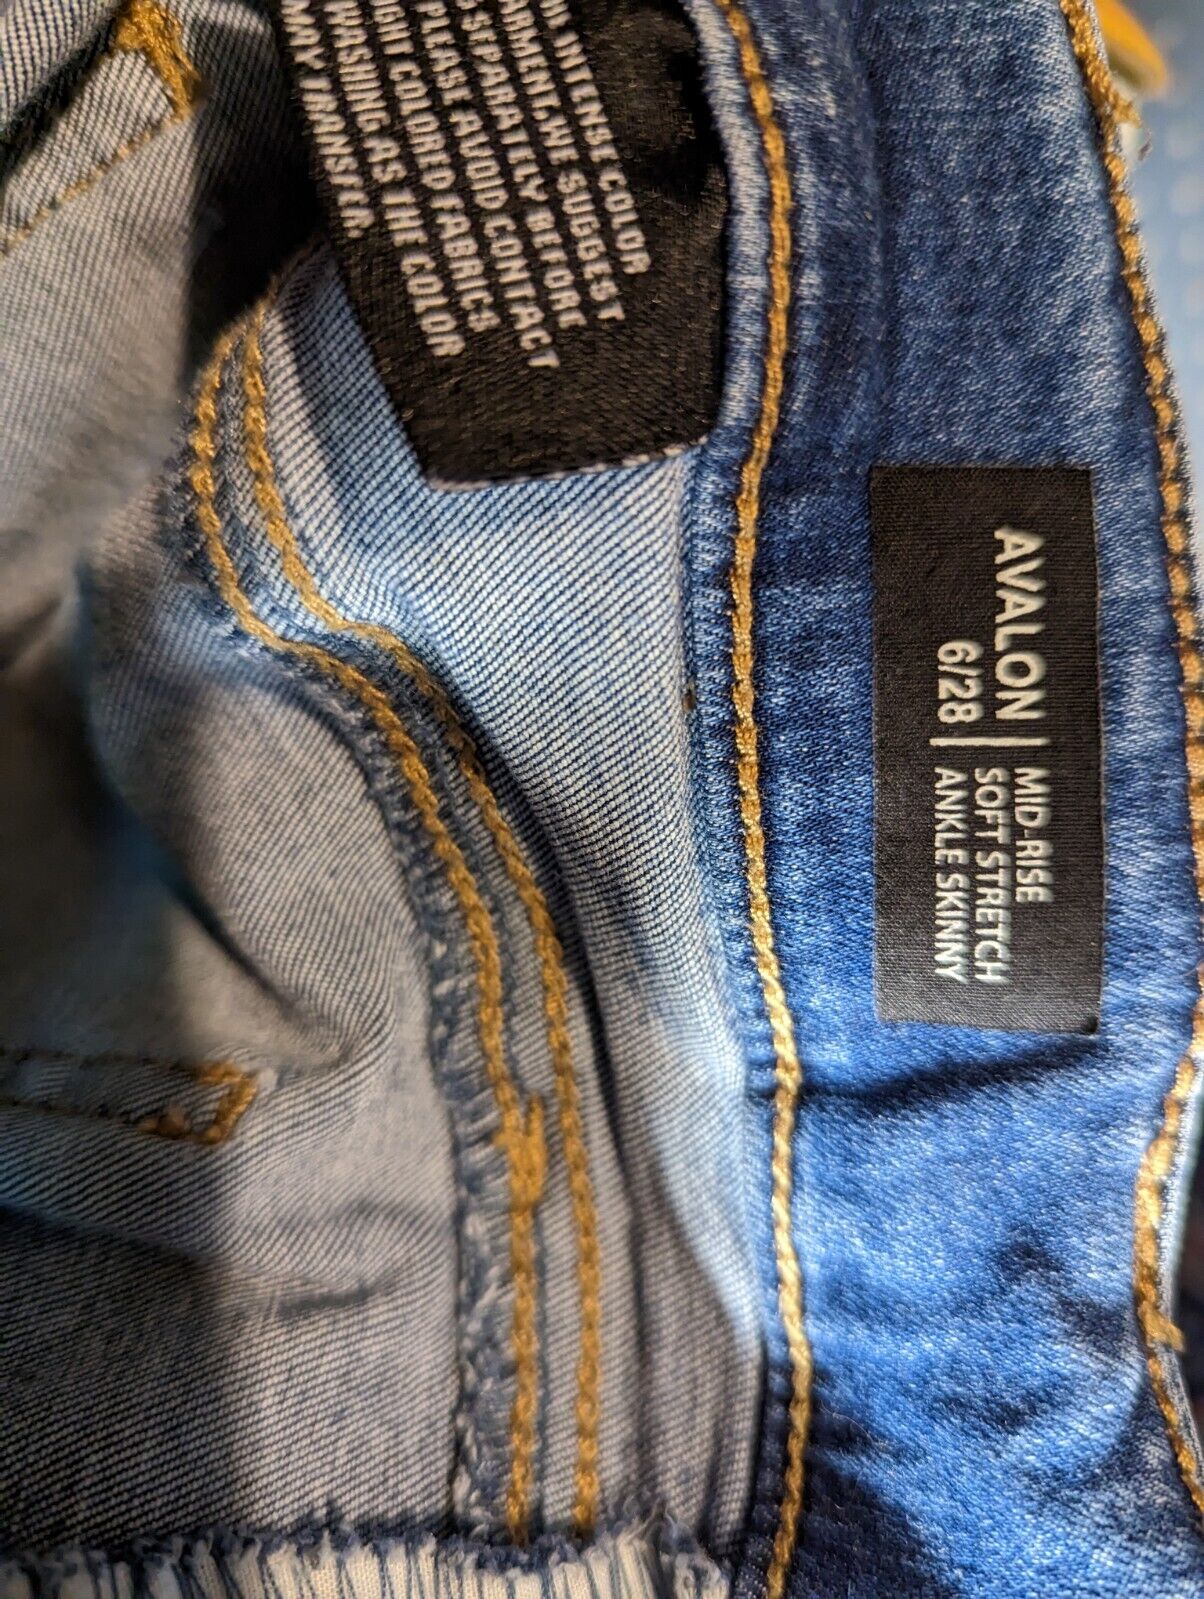 INTENSE COLOR
WE SUGGEST
SEPARATELY BEFORE
PLEASE AVOID CONTACT
COLORED FABRICS
WASHING AS THE COLOR
MAY TRANSFER.
AVALON | MID-RISE
SOFT STRETCH
6/28 | ANKLE SKINNY